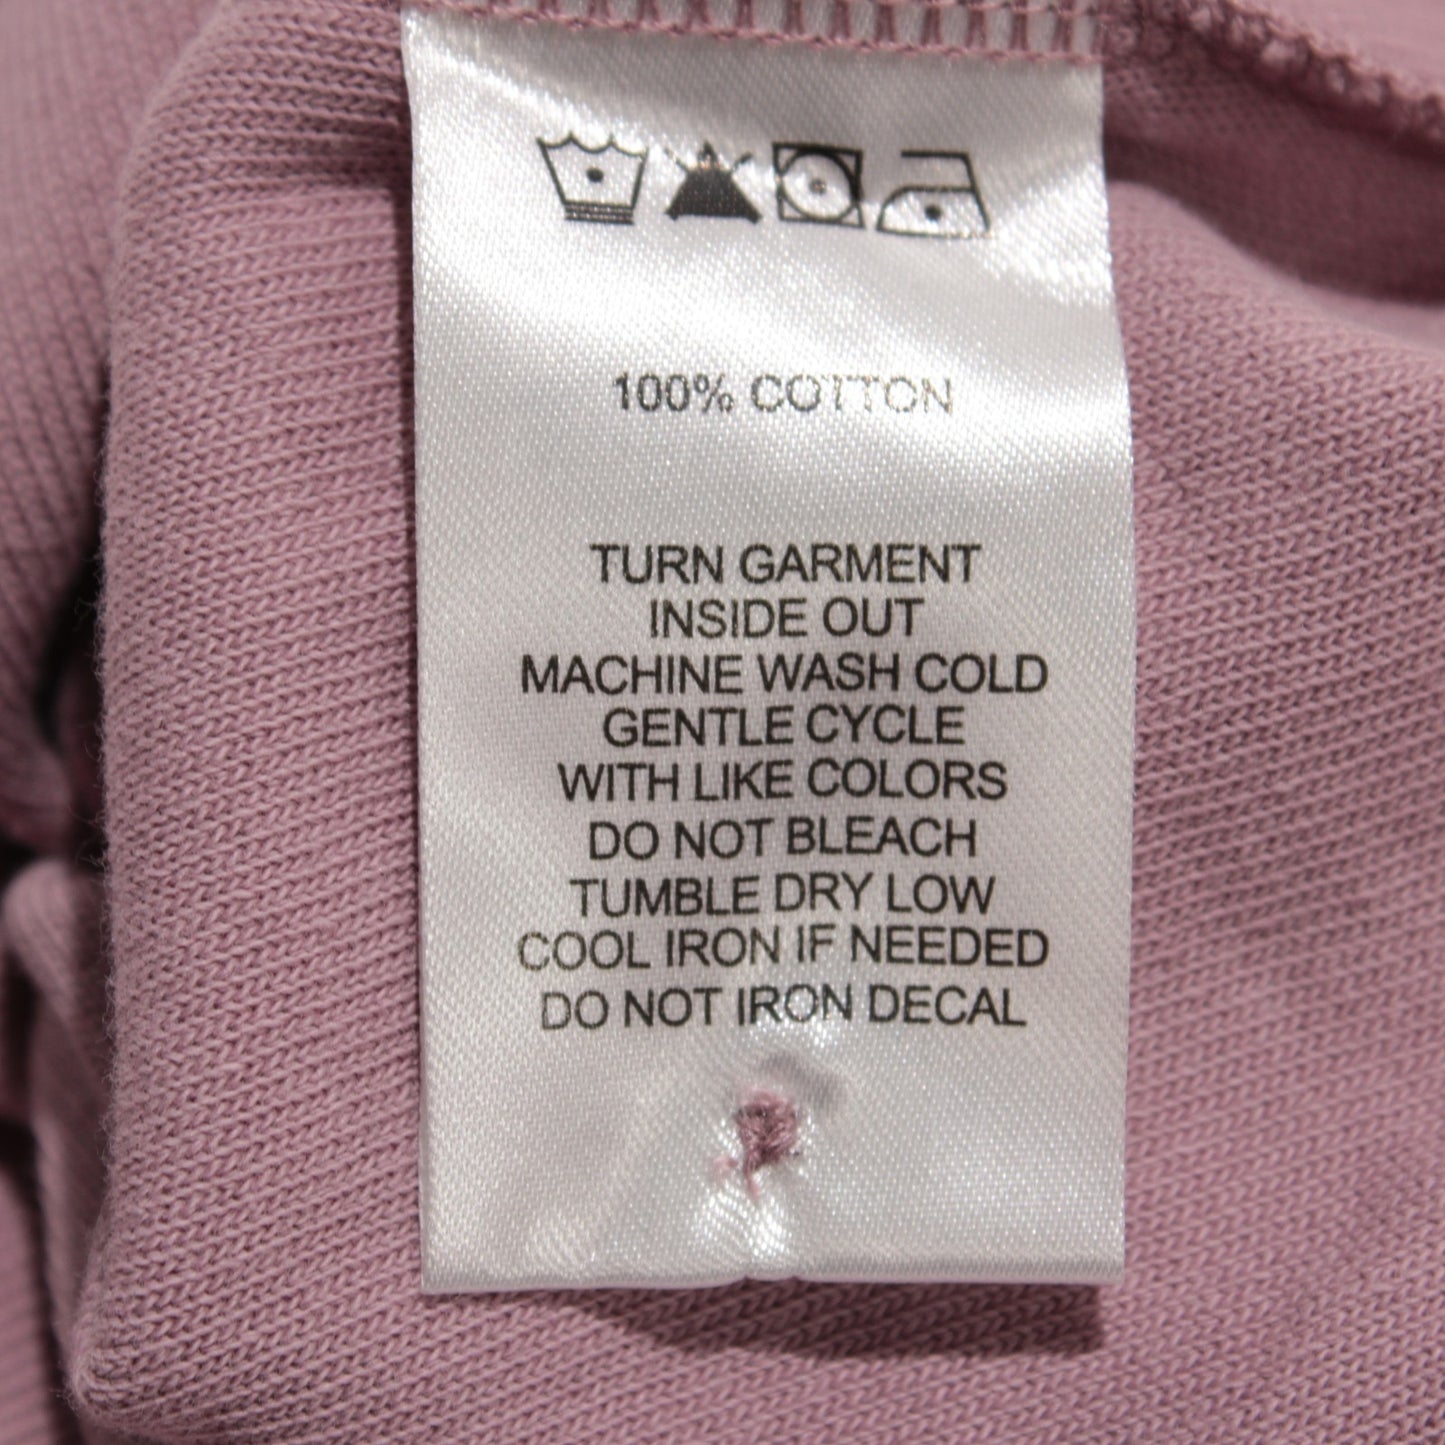 100% COTTON
TURN GARMENT
INSIDE OUT
MACHINE WASH COLD
GENTLE CYCLE
WITH LIKE COLORS
DO NOT BLEACH
TUMBLE DRY LOW
COOL IRON IF NEEDED
DO NOT IRON DECAL